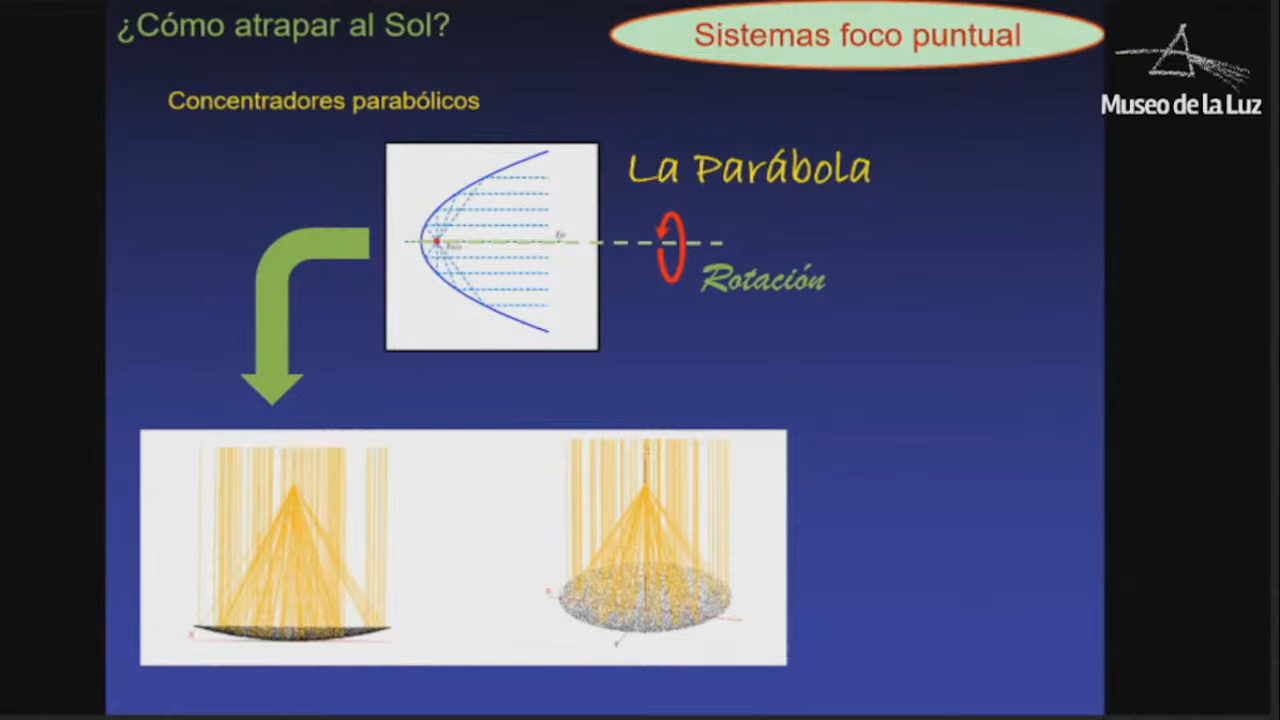 ¿Cómo atrapar al Sol?
Sistemas foco puntual
Museo de la Luz
Concentradores parabólicos
La Parábola
Rotación
X